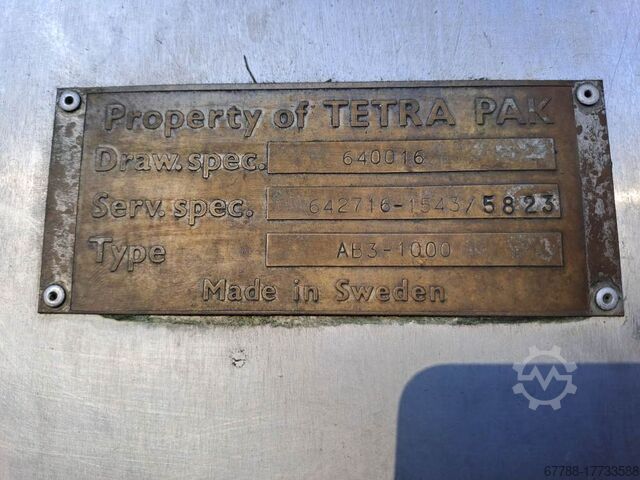 Property of TETRA PAK
Draw. spec. 640016
Serv. spec. 642716-1543/5823
Type AB3-1000
Made in Sweden
67788-17733588